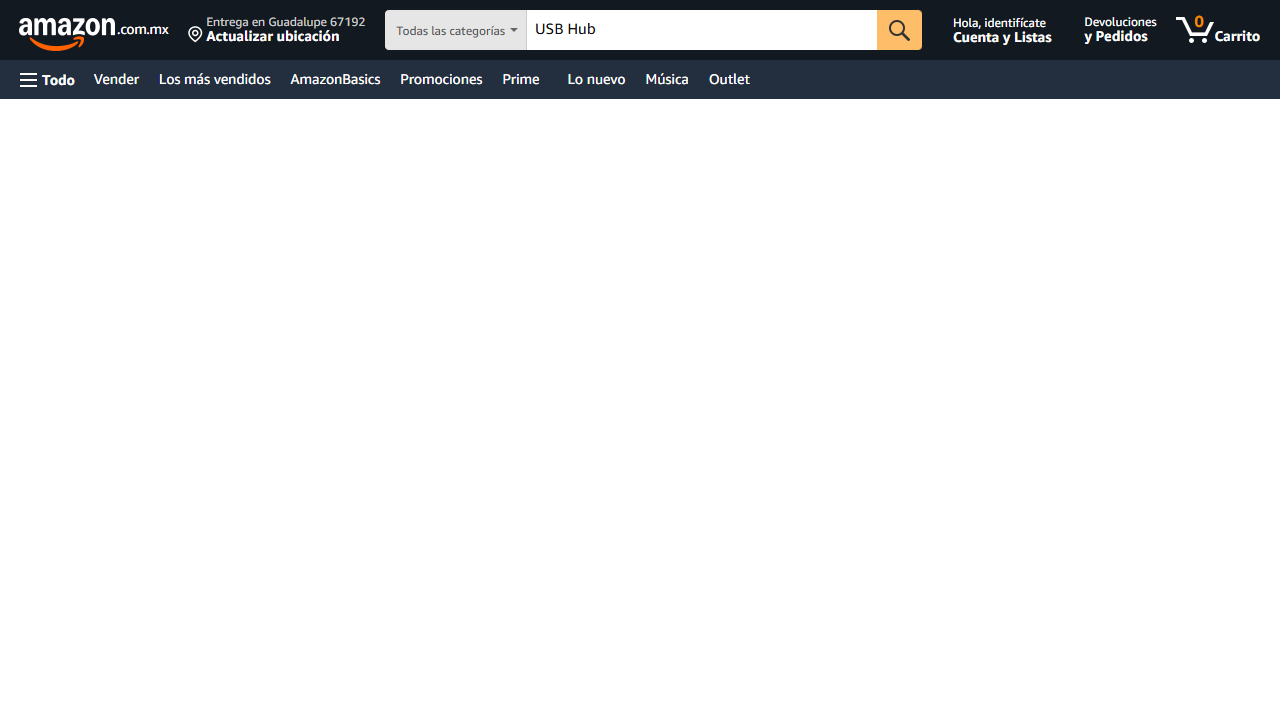 amazon.com.mx
Entrega en Guadalupe 67192
Actualizar ubicación
Todas las categorías
USB Hub
Hola, identifícate
Cuenta y Listas
Devoluciones
y Pedidos
0
Carrito
Todo
Vender
Los más vendidos
AmazonBasics
Promociones
Prime
Lo nuevo
Música
Outlet